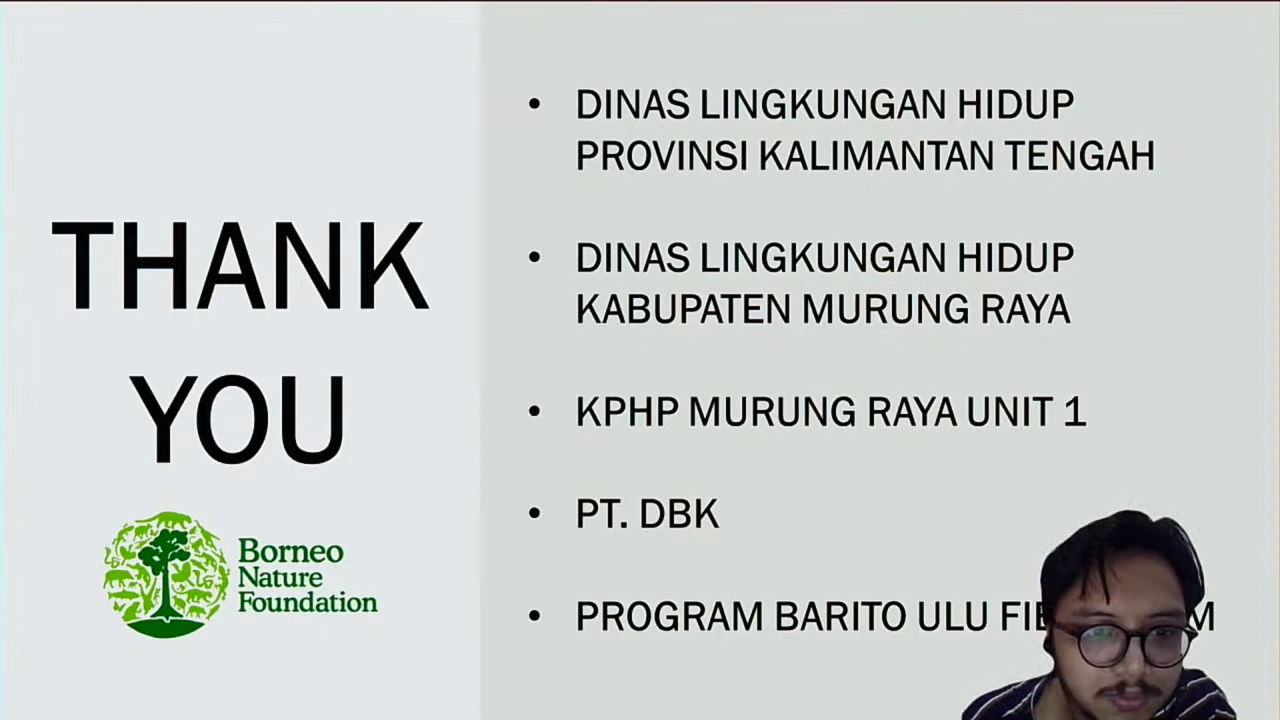 THANK
YOU
Borneo
Nature
Foundation
• DINAS LINGKUNGAN HIDUP
PROVINSI KALIMANTAN TENGAH
• DINAS LINGKUNGAN HIDUP
KABUPATEN MURUNG RAYA
• KPHP MURUNG RAYA UNIT 1
• PT. DBK
• PROGRAM BARITO ULU